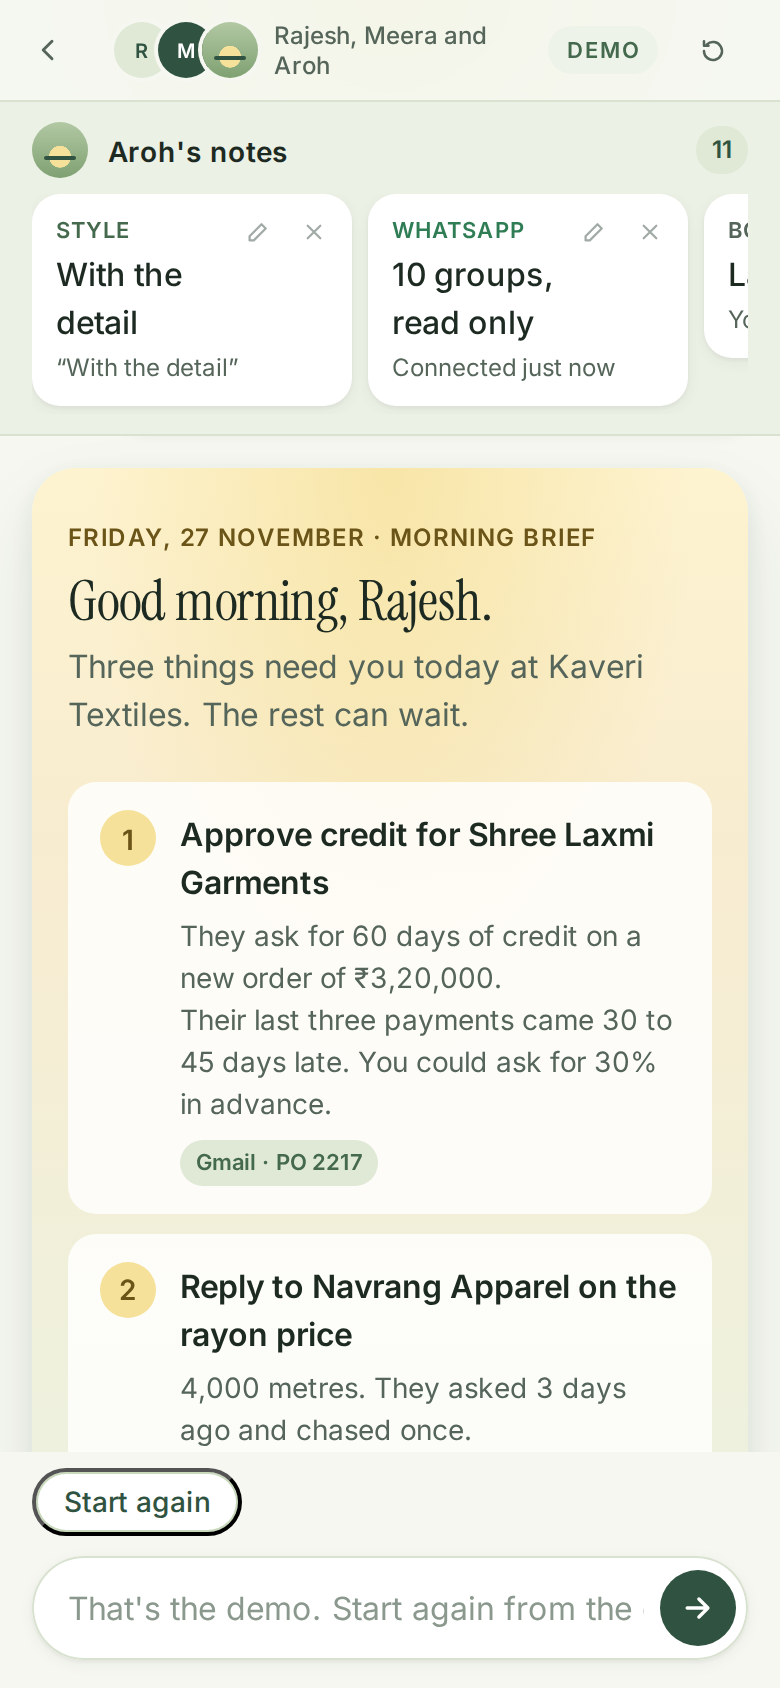 R
M
Rajesh, Meera and
Aroh
DEMO
Aroh's notes
11
STYLE
With the
detail
“With the detail”
WHATSAPP
10 groups,
read only
Connected just now
FRIDAY, 27 NOVEMBER · MORNING BRIEF
Good morning, Rajesh.
Three things need you today at Kaveri
Textiles. The rest can wait.
1
Approve credit for Shree Laxmi
Garments
They ask for 60 days of credit on a
new order of ₹3,20,000.
Their last three payments came 30 to
45 days late. You could ask for 30%
in advance.
Gmail · PO 2217
2
Reply to Navrang Apparel on the
rayon price
4,000 metres. They asked 3 days
ago and chased once.
Start again
That's the demo. Start again from the